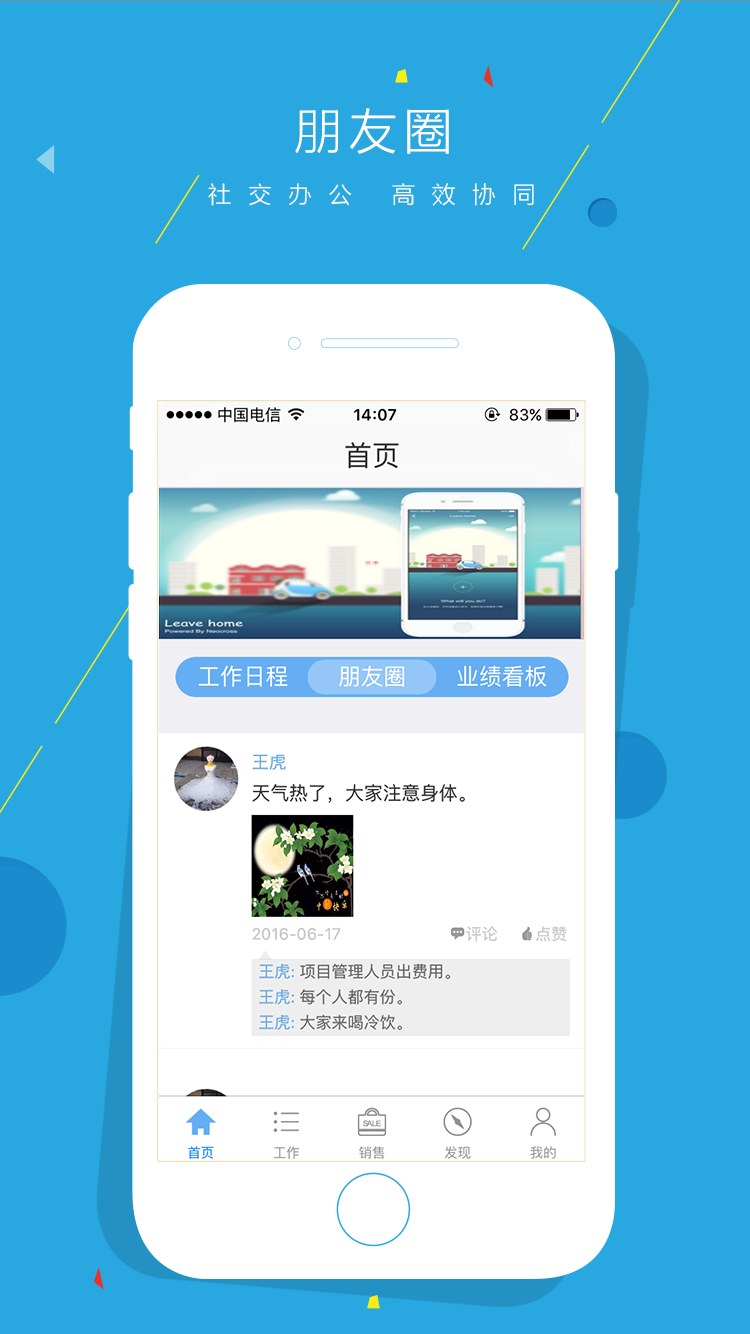 朋友圈
社交办公 高效协同
中国电信 14:07 83%
首页
Leave home
What will you do?
Leave home
Powered By Neocross
工作日程 朋友圈 业绩看板
王虎
天气热了，大家注意身体。
2016-06-17 评论 点赞
王虎: 项目管理人员出费用。
王虎: 每个人都有份。
王虎: 大家来喝冷饮。
SALE
首页 工作 销售 发现 我的